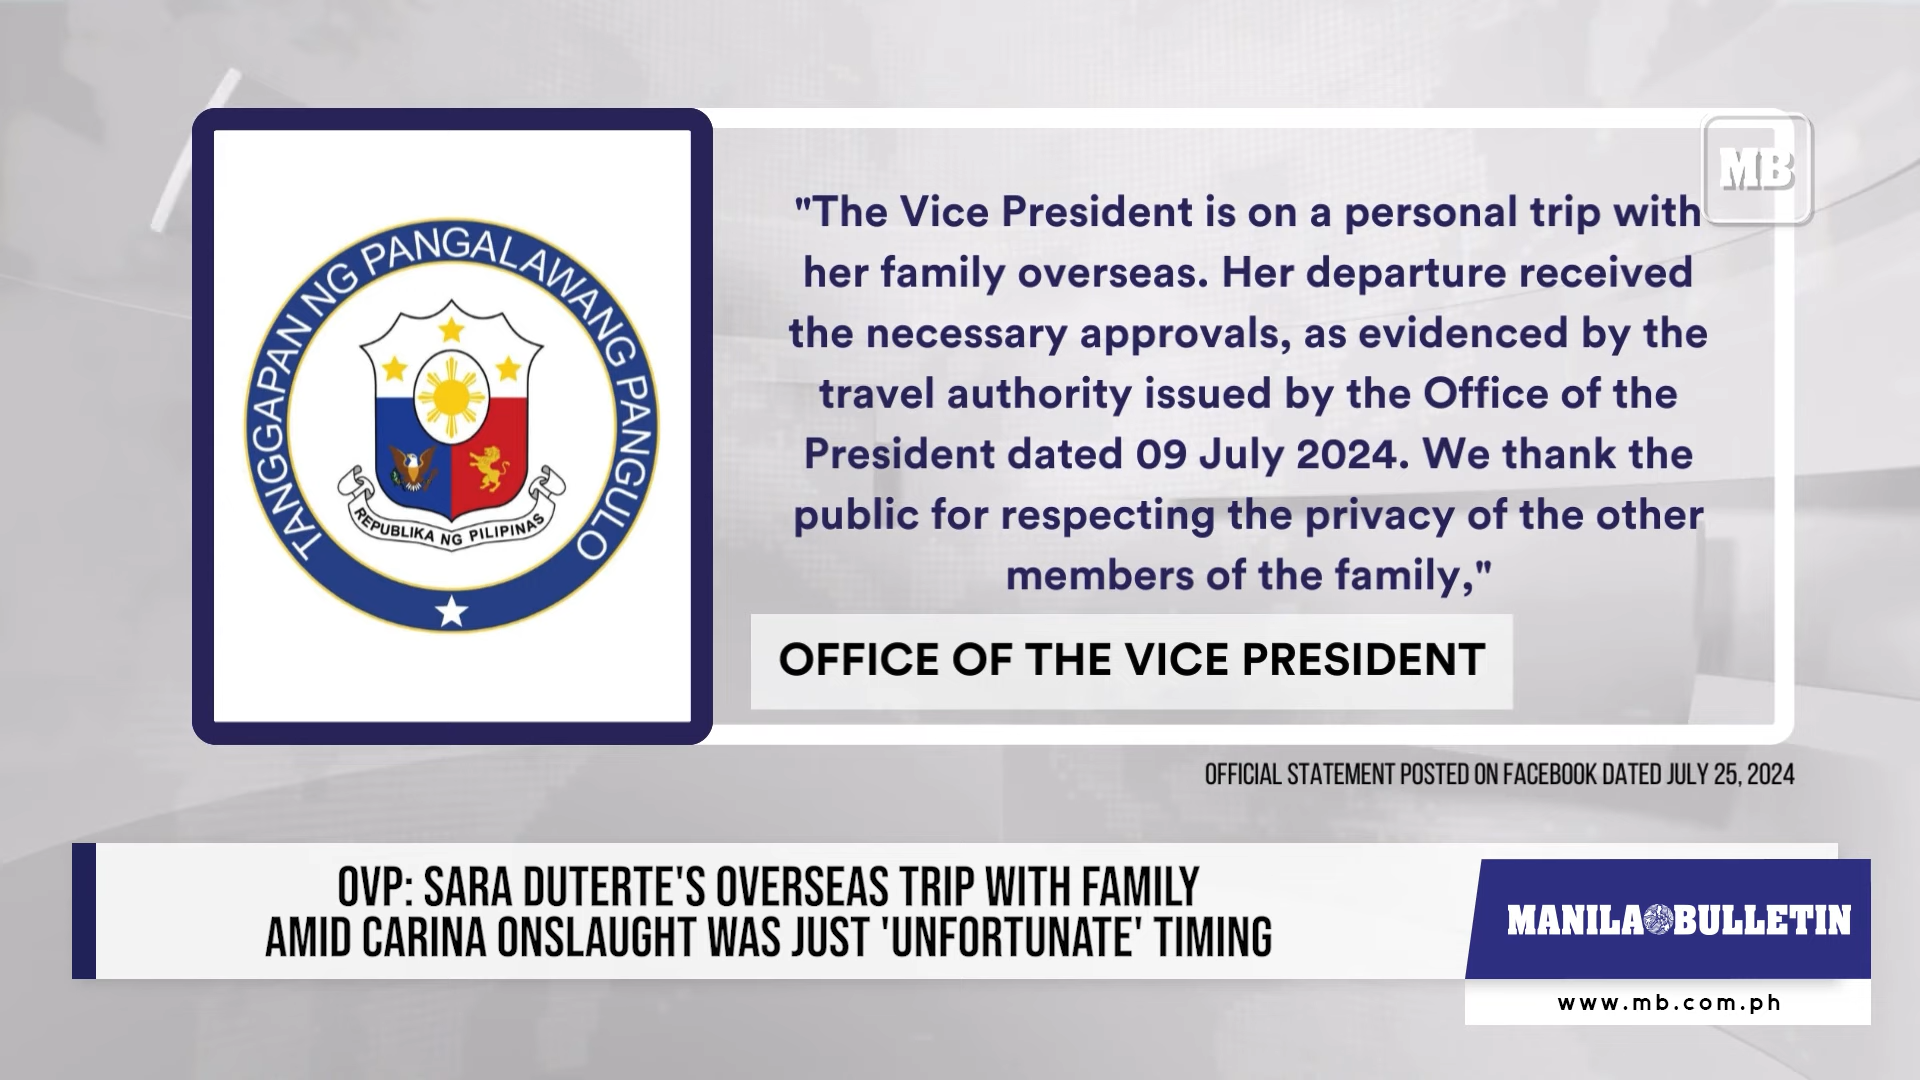 TANGGAPAN NG PANGALAWANG PANGULO
REPUBLIKA NG PILIPINAS
MB
"The Vice President is on a personal trip with
her family overseas. Her departure received
the necessary approvals, as evidenced by the
travel authority issued by the Office of the
President dated 09 July 2024. We thank the
public for respecting the privacy of the other
members of the family,"
OFFICE OF THE VICE PRESIDENT
OFFICIAL STATEMENT POSTED ON FACEBOOK DATED JULY 25, 2024
OVP: SARA DUTERTE'S OVERSEAS TRIP WITH FAMILY
AMID CARINA ONSLAUGHT WAS JUST 'UNFORTUNATE' TIMING
MANILA BULLETIN
www.mb.com.ph